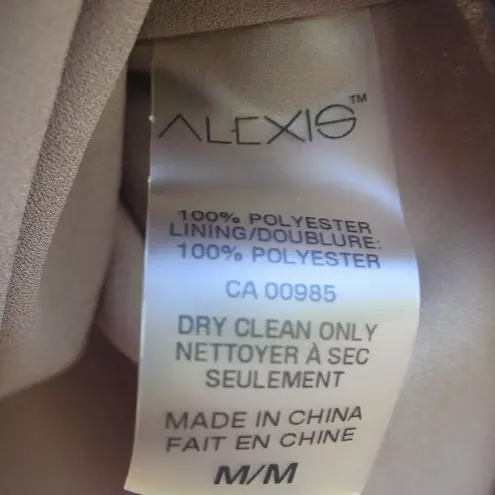 ALEXIS™
100% POLYESTER
LINING/DOUBLURE:
100% POLYESTER
CA 00985
DRY CLEAN ONLY
NETTOYER À SEC
SEULEMENT
MADE IN CHINA
FAIT EN CHINE
M/M